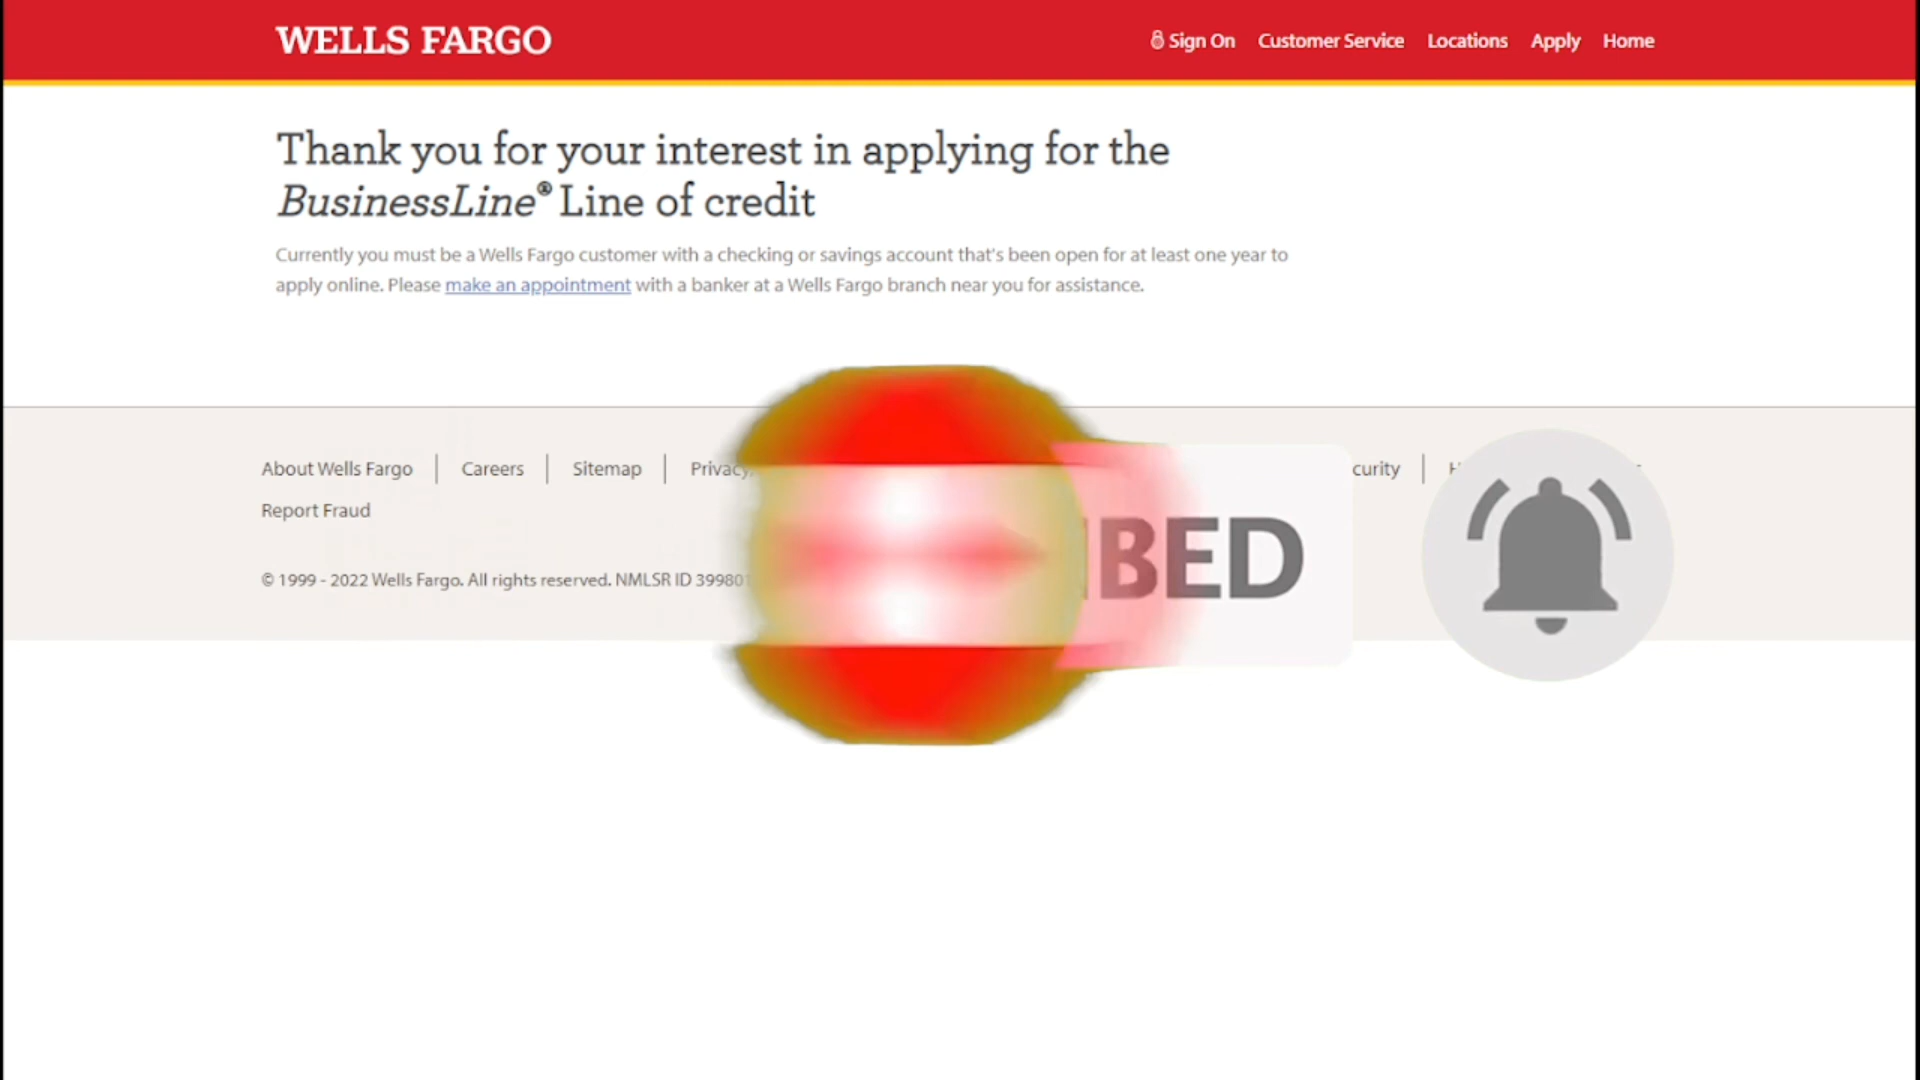 WELLS FARGO
Sign On Customer Service Locations Apply Home
Thank you for your interest in applying for the
BusinessLine® Line of credit
Currently you must be a Wells Fargo customer with a checking or savings account that's been open for at least one year to
apply online. Please make an appointment with a banker at a Wells Fargo branch near you for assistance.
About Wells Fargo Careers Sitemap Privacy,
Report Fraud
BED
© 1999 - 2022 Wells Fargo. All rights reserved. NMLSR ID 399801